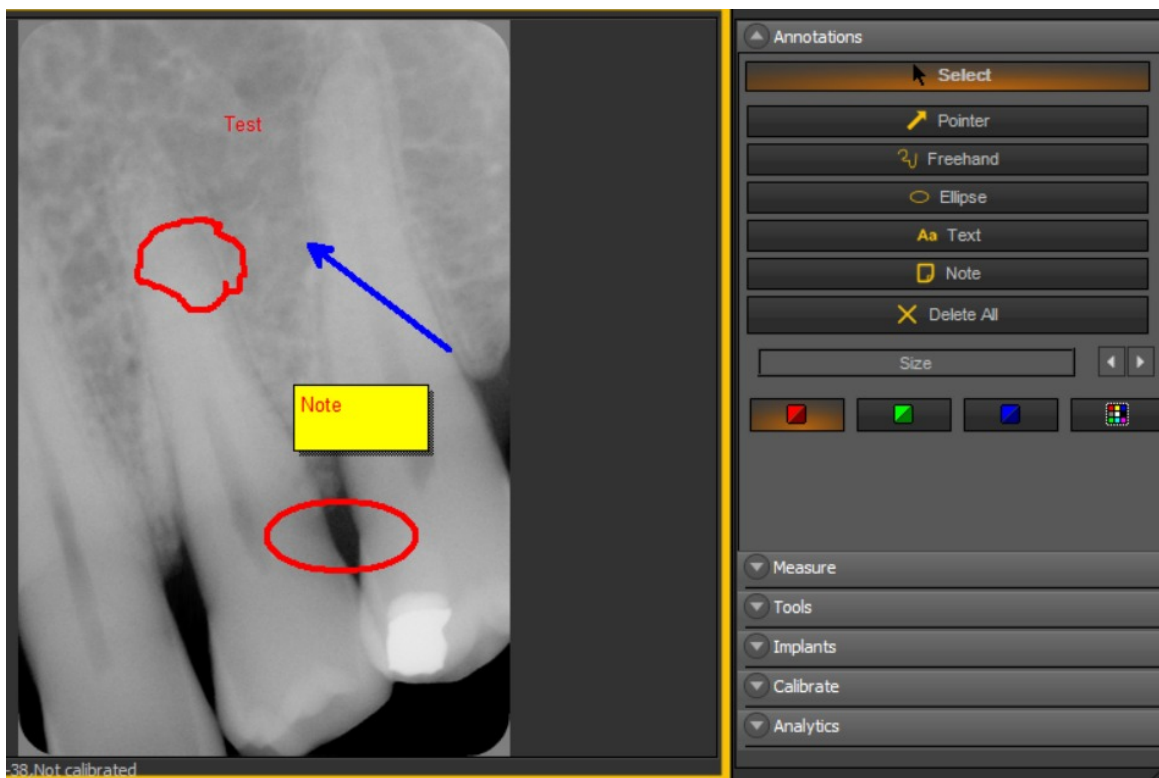 Test
Note
-38,Not calibrated
Annotations
Select
Pointer
Freehand
Ellipse
Aa Text
Note
Delete All
Size
Measure
Tools
Implants
Calibrate
Analytics